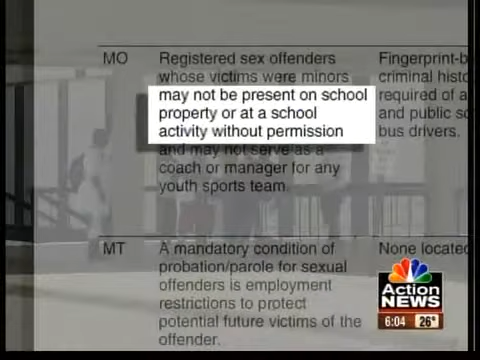 MO
Registered sex offenders
whose victims were minors
may not be present on school
property or at a school
activity without permission
and may not serve as a
coach or manager for any
youth sports team.
Fingerprint-b
criminal histo
required of a
and public sc
bus drivers.
MT
A mandatory condition of
probation/parole for sexual
offenders is employment
restrictions to protect
potential future victims of the
offender.
None located
Action
NEWS
6:04 26°